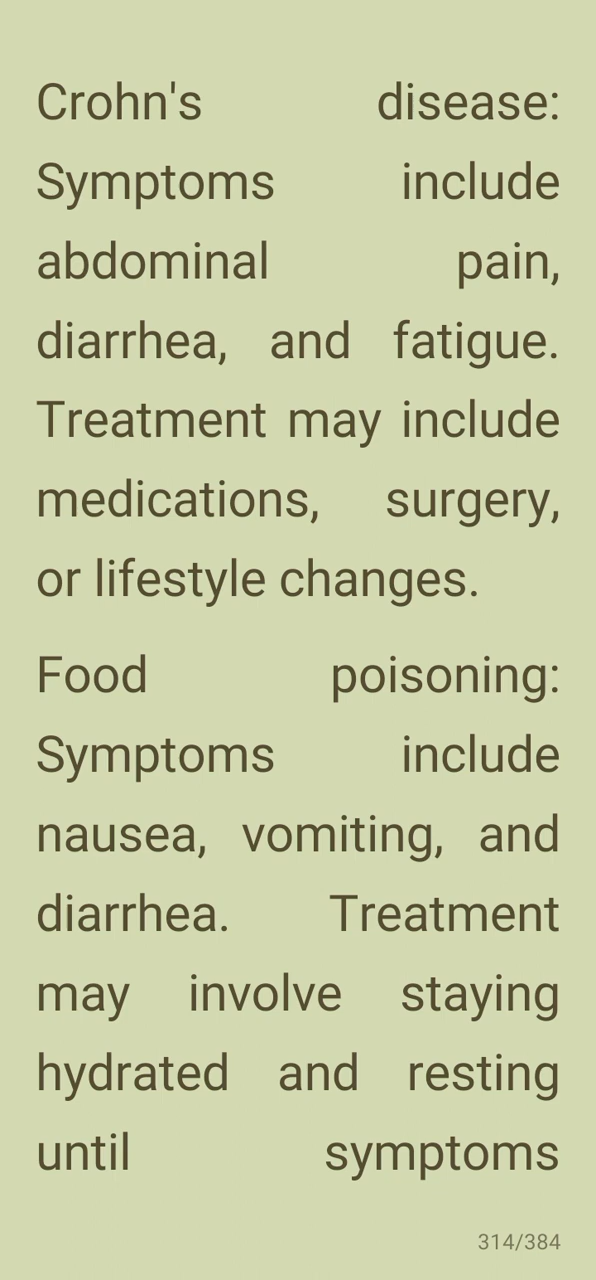 Crohn's disease:
Symptoms include
abdominal pain,
diarrhea, and fatigue.
Treatment may include
medications, surgery,
or lifestyle changes.
Food poisoning:
Symptoms include
nausea, vomiting, and
diarrhea. Treatment
may involve staying
hydrated and resting
until symptoms
314/384